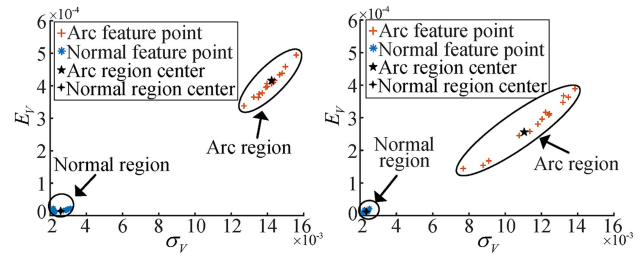 ×10⁻⁴
6
5
4
3
2
1
0
E_V
Arc feature point
Normal feature point
Arc region center
Normal region center
Arc region
Normal region
2 4 6 8 10 12 14 16
×10⁻³
σ_V
×10⁻⁴
6
5
4
3
2
1
0
E_V
Arc feature point
Normal feature point
Arc region center
Normal region center
Normal
region
Arc region
2 4 6 8 10 12 14 16
×10⁻³
σ_V